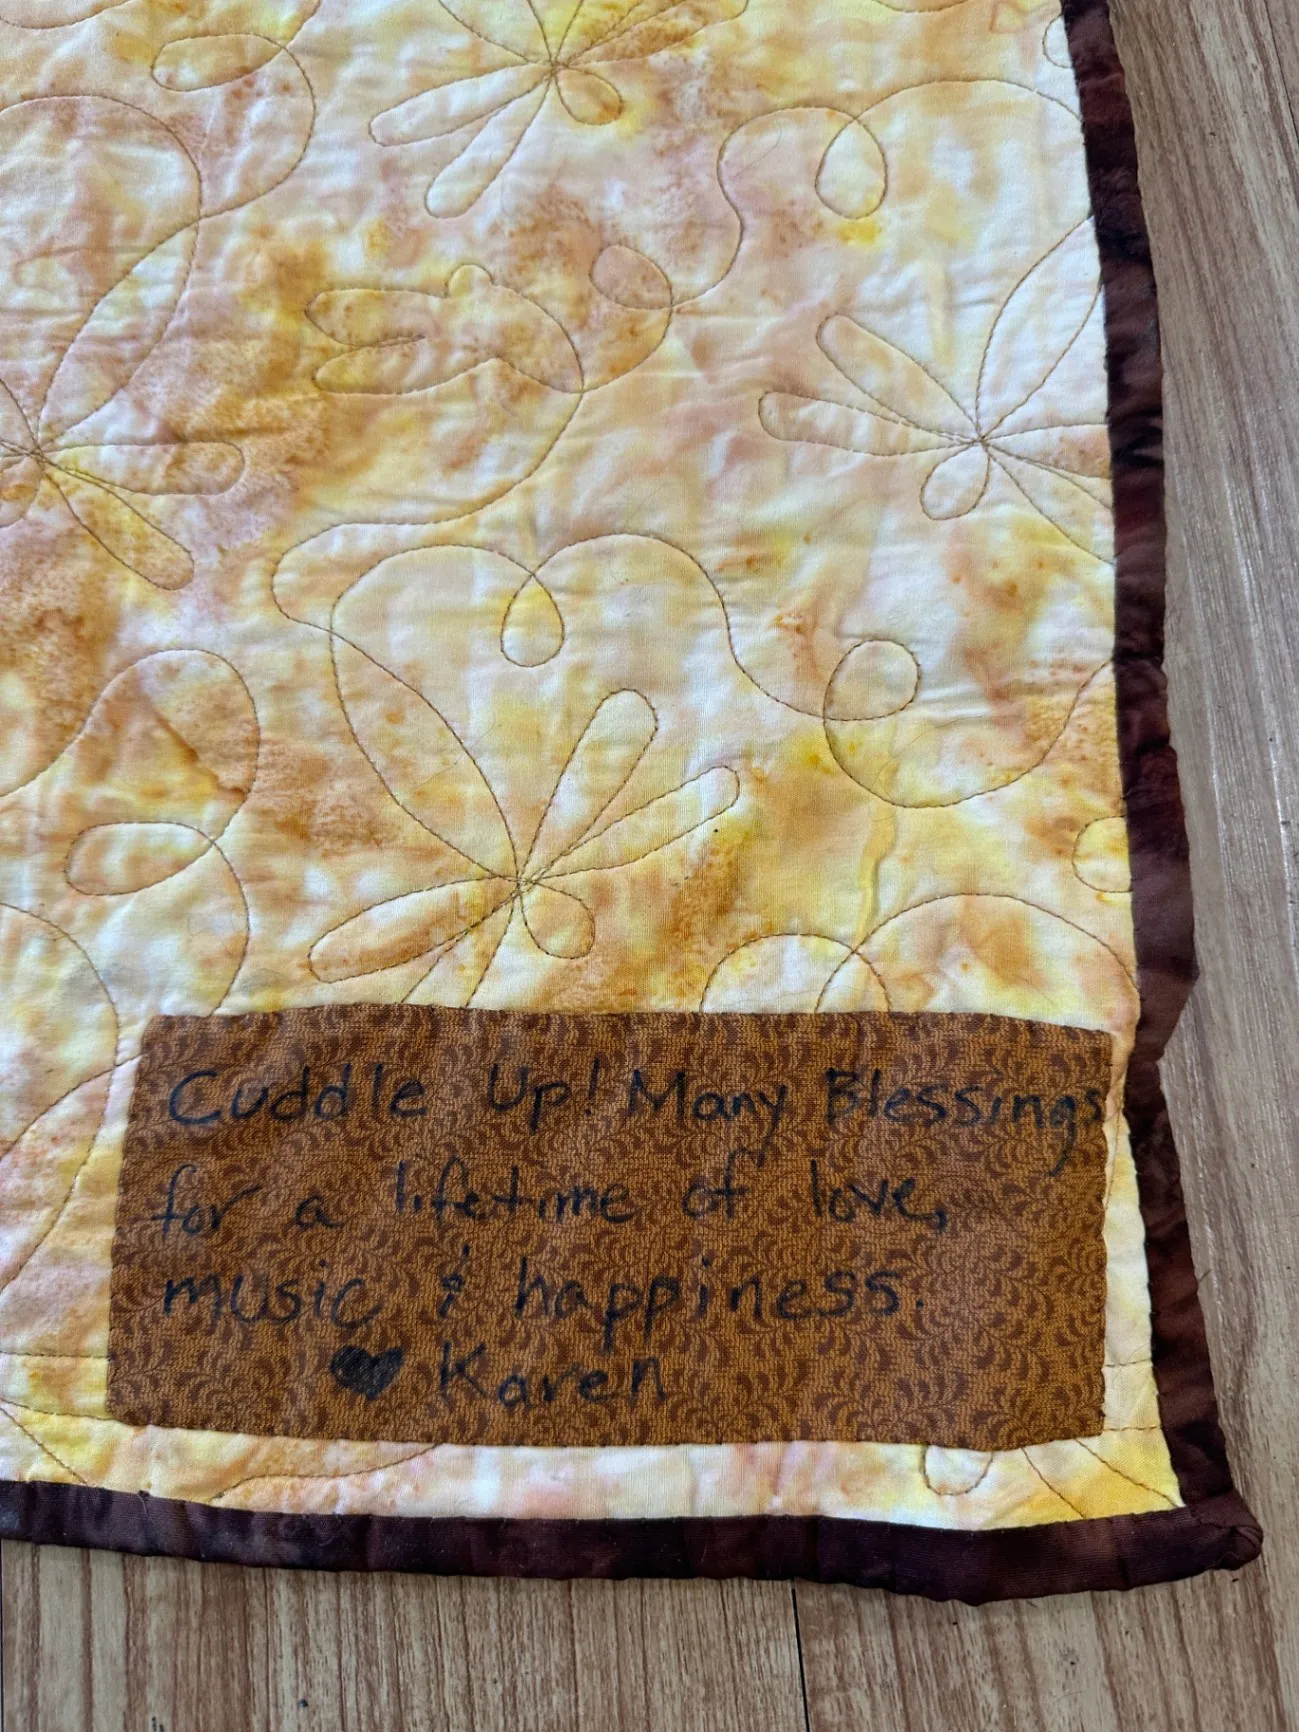 Cuddle Up! Many Blessings
for a lifetime of love,
music & happiness.
♥ Karen